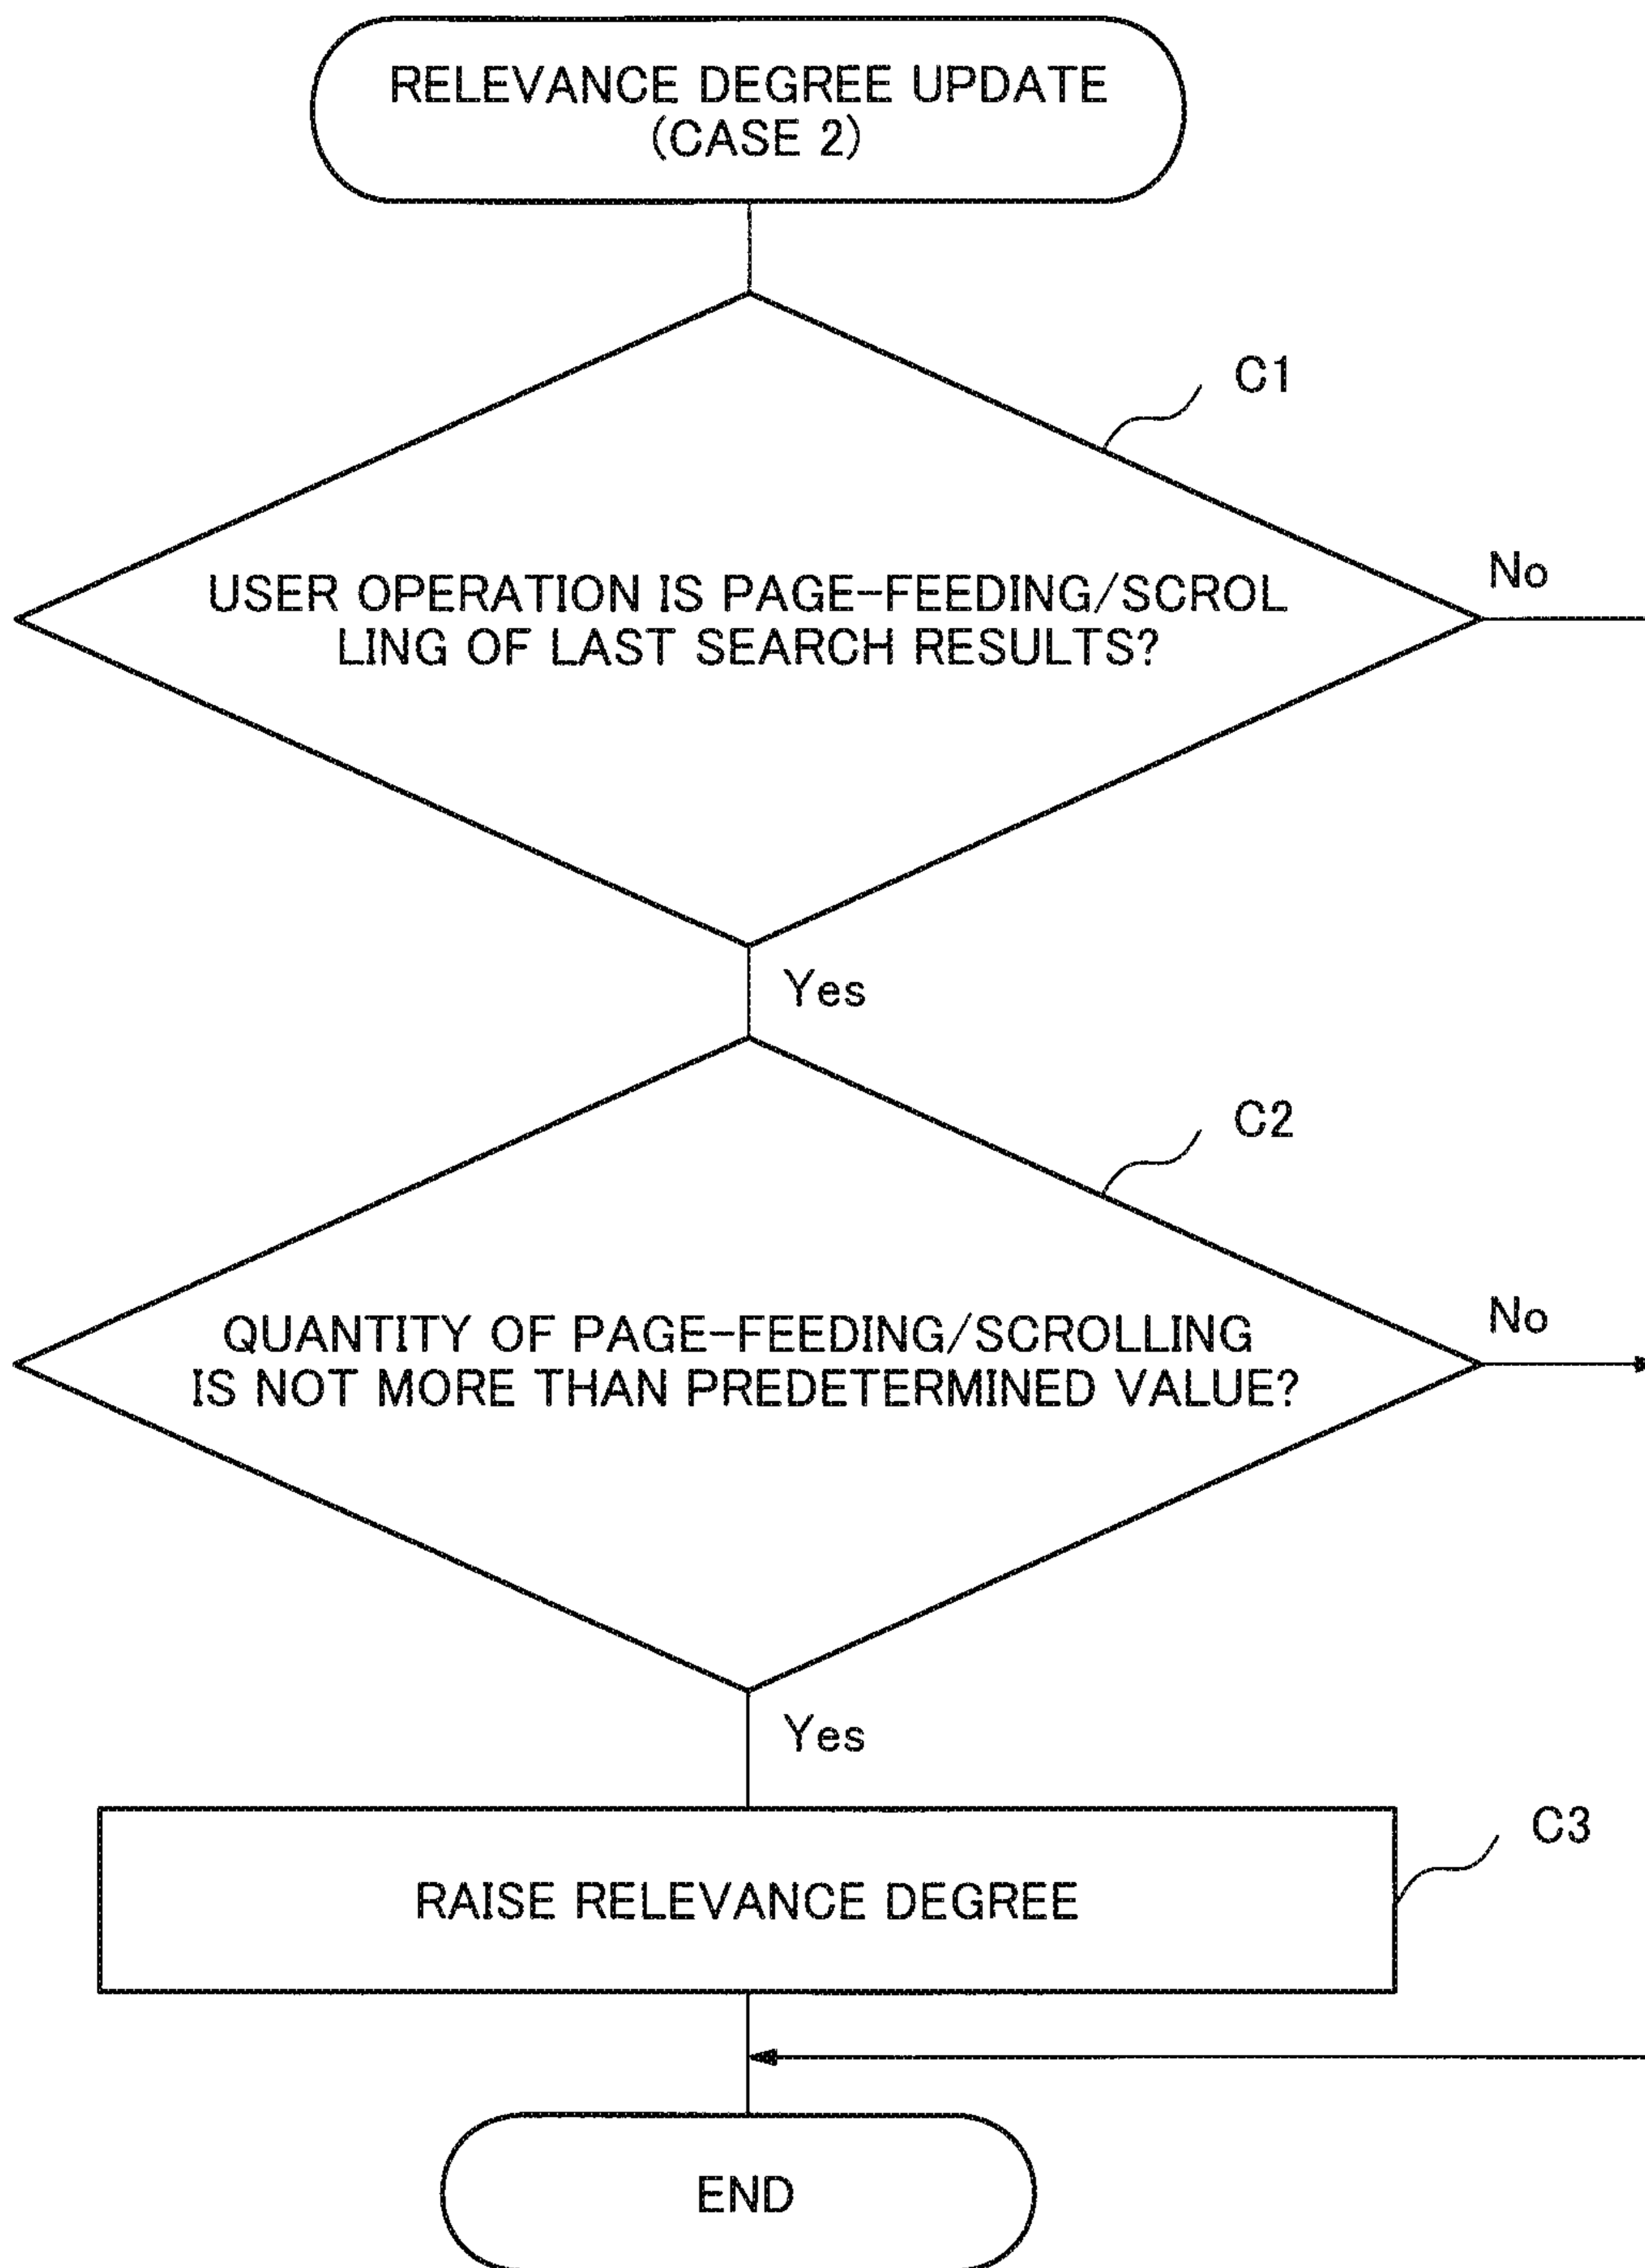 RELEVANCE DEGREE UPDATE
(CASE 2)
C1
USER OPERATION IS PAGE-FEEDING/SCROL
LING OF LAST SEARCH RESULTS?
No
Yes
C2
QUANTITY OF PAGE-FEEDING/SCROLLING
IS NOT MORE THAN PREDETERMINED VALUE?
No
Yes
C3
RAISE RELEVANCE DEGREE
END